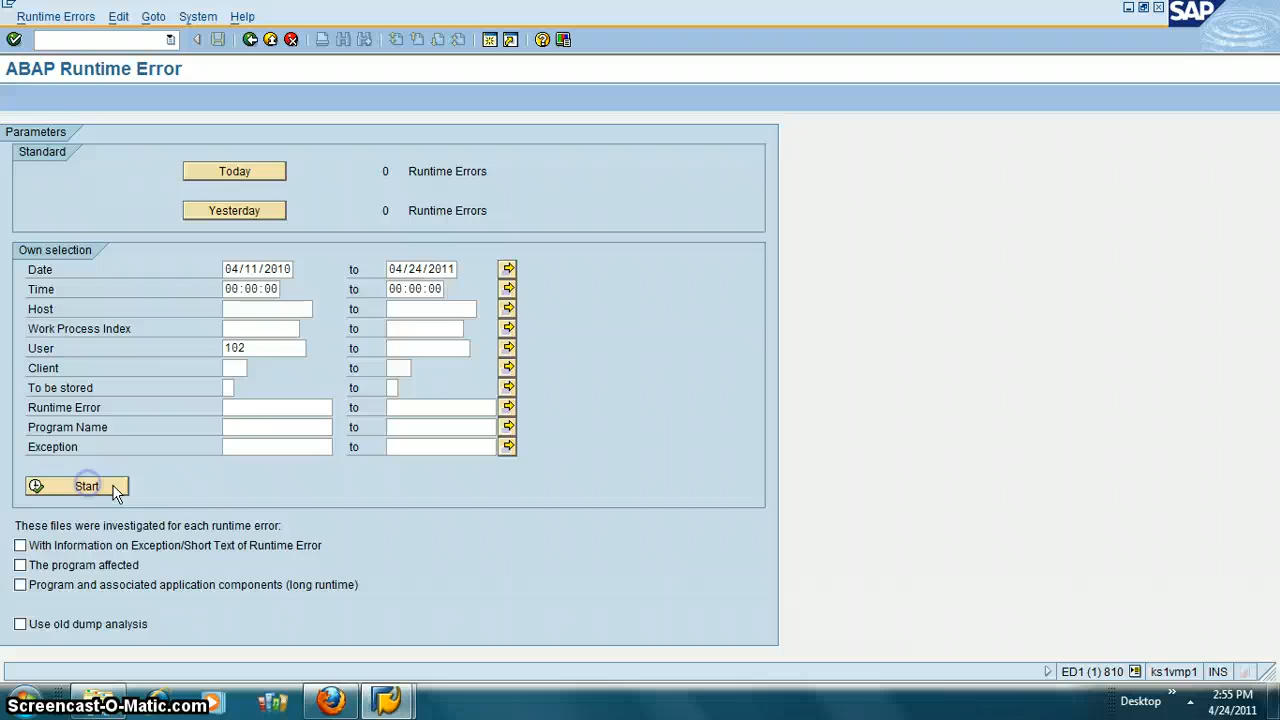 Runtime Errors Edit Goto System Help
SAP
ABAP Runtime Error
Parameters
Standard
Today 0 Runtime Errors
Yesterday 0 Runtime Errors
Own selection
Date 04/11/2010 to 04/24/2011
Time 00:00:00 to 00:00:00
Host to
Work Process Index to
User 102 to
Client to
To be stored to
Runtime Error to
Program Name to
Exception to
Start
These files were investigated for each runtime error:
With Information on Exception/Short Text of Runtime Error
The program affected
Program and associated application components (long runtime)
Use old dump analysis
ED1 (1) 810 ks1vmp1 INS
Screencast-O-Matic.com Desktop 2:55 PM
4/24/2011